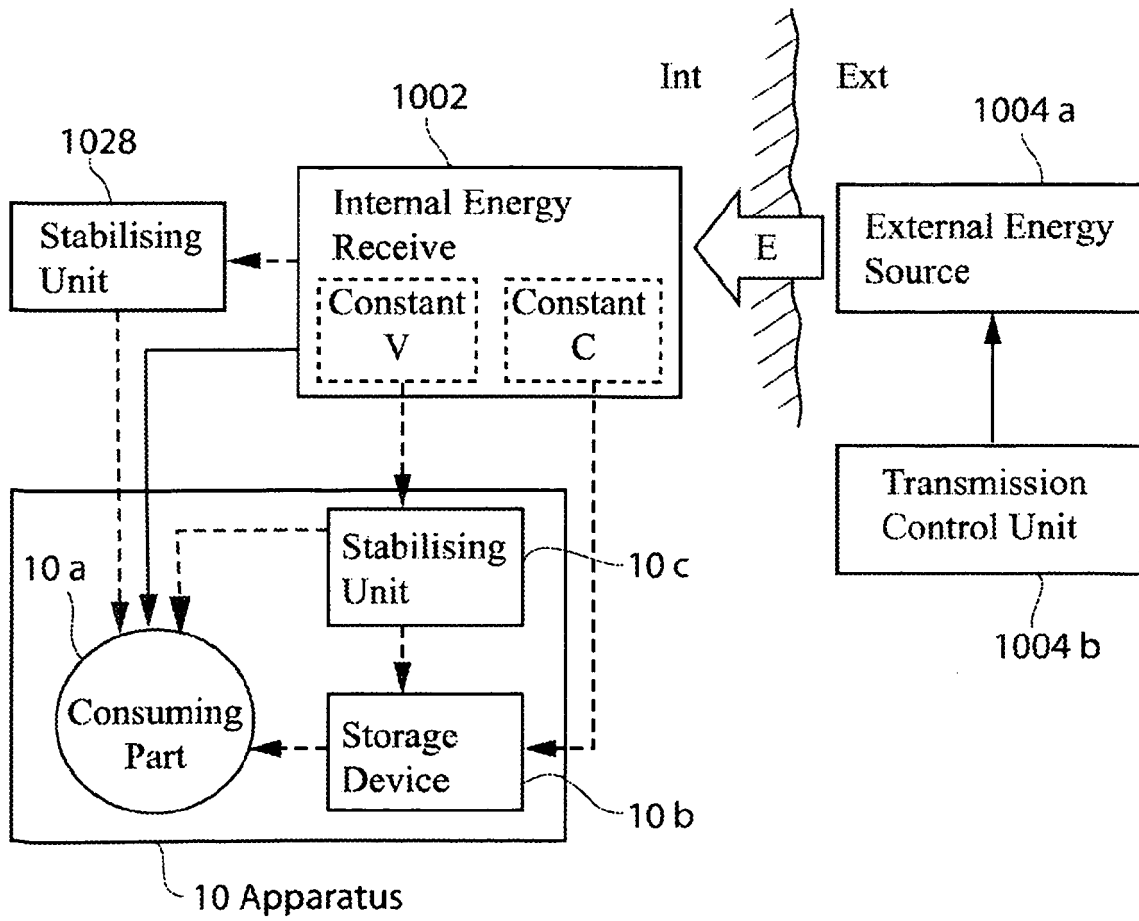 Int
Ext
1002
1004 a
1028
Internal Energy
Receive
External Energy
Source
Stabilising
Unit
E
Constant
V
Constant
C
Transmission
Control Unit
Stabilising
Unit
10 c
10 a
1004 b
Consuming
Part
Storage
Device
10 b
10 Apparatus